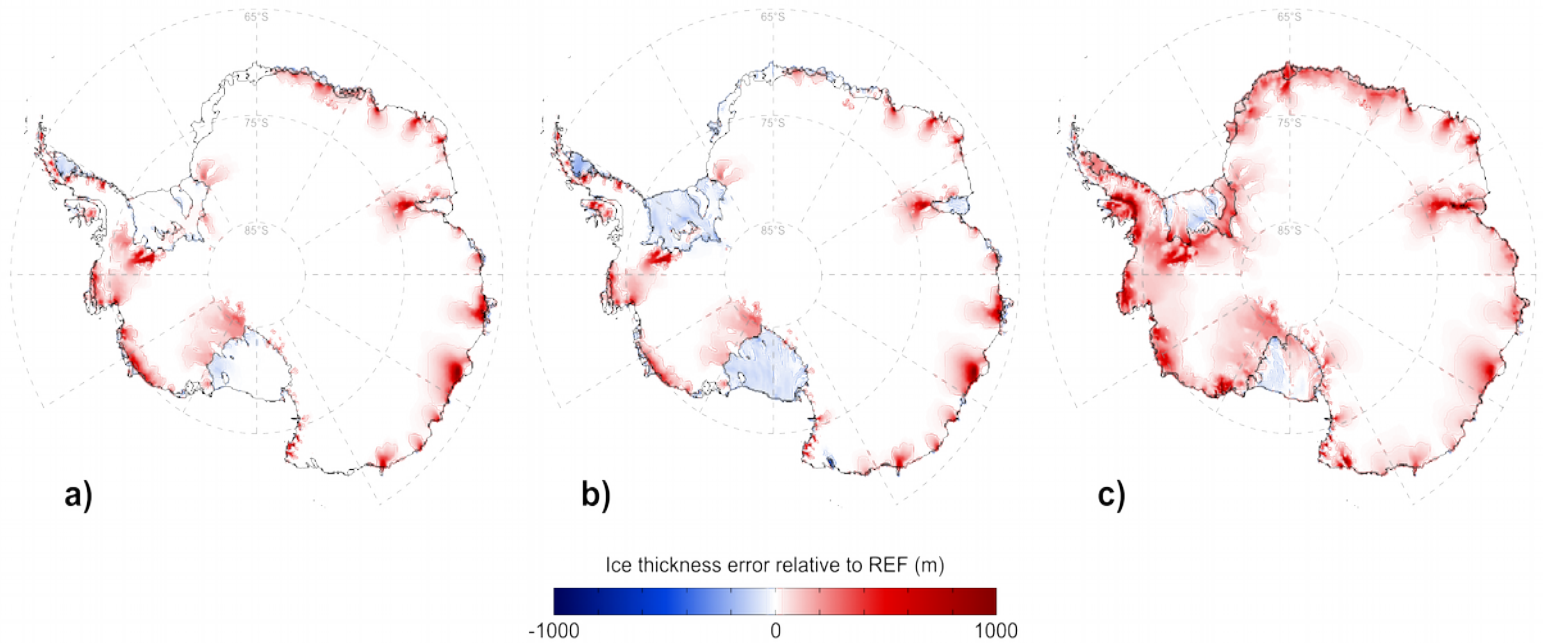 65°S 65°S 65°S
75°S 75°S 75°S
85°S 85°S 85°S
a) b) c)
Ice thickness error relative to REF (m)
-1000 0 1000